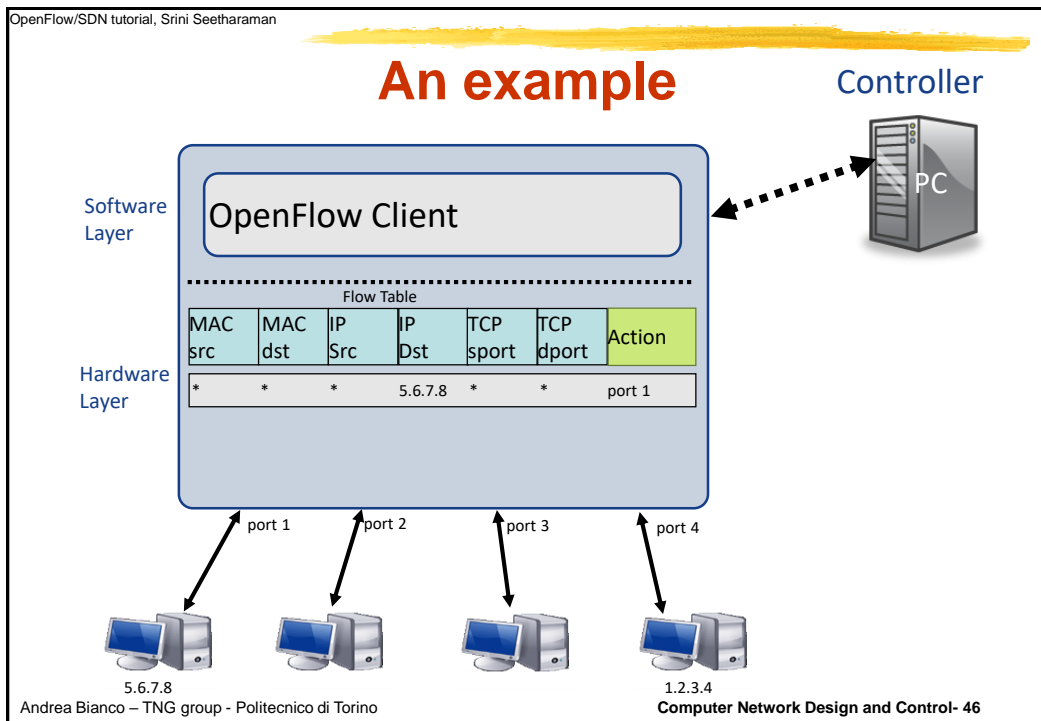 OpenFlow/SDN tutorial, Srini Seetharaman
An example
Controller
PC
Software
Layer
OpenFlow Client
Flow Table
MAC src
MAC dst
IP Src
IP Dst
TCP sport
TCP dport
Action
Hardware
Layer
* * * 5.6.7.8 * * port 1
port 1 port 2 port 3 port 4
5.6.7.8 1.2.3.4
Andrea Bianco – TNG group - Politecnico di Torino
Computer Network Design and Control- 46